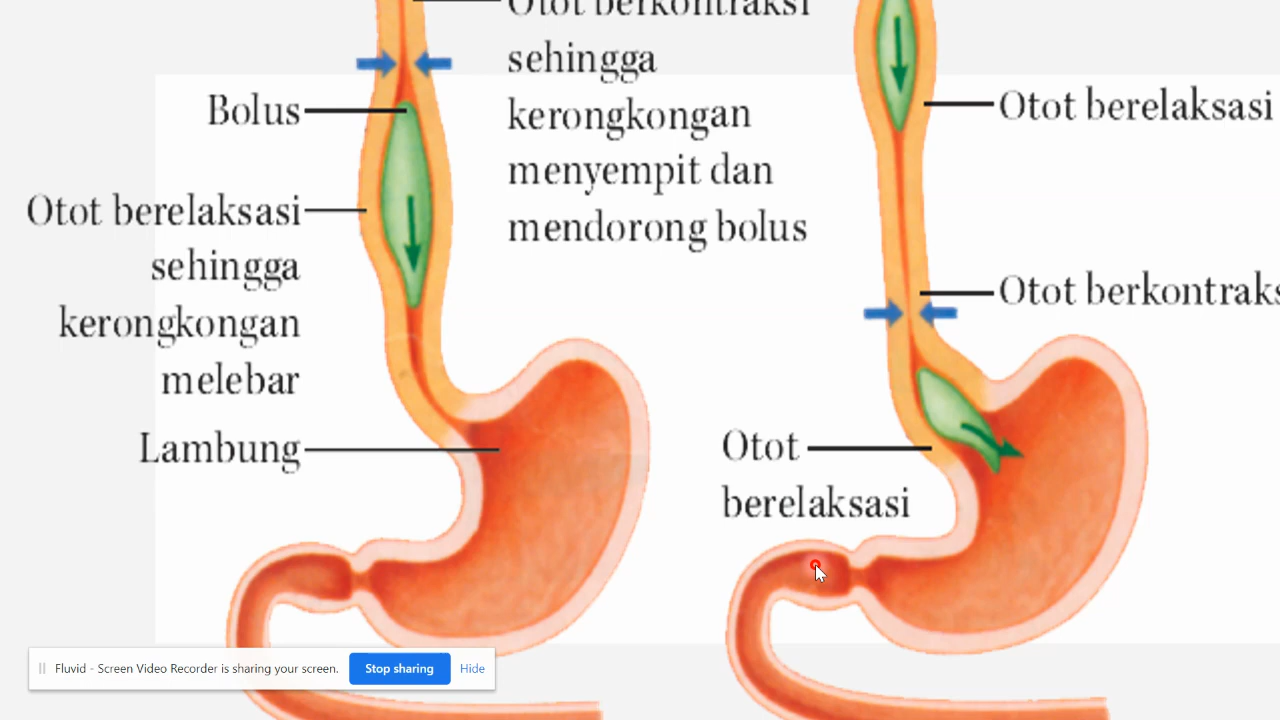 Otot berkontraksi
sehingga
kerongkongan
menyempit dan
mendorong bolus
Bolus
Otot berelaksasi
sehingga
kerongkongan
melebar
Lambung
Otot berelaksasi
Otot berkontraks
Otot
berelaksasi
Fluvid - Screen Video Recorder is sharing your screen.
Stop sharing
Hide